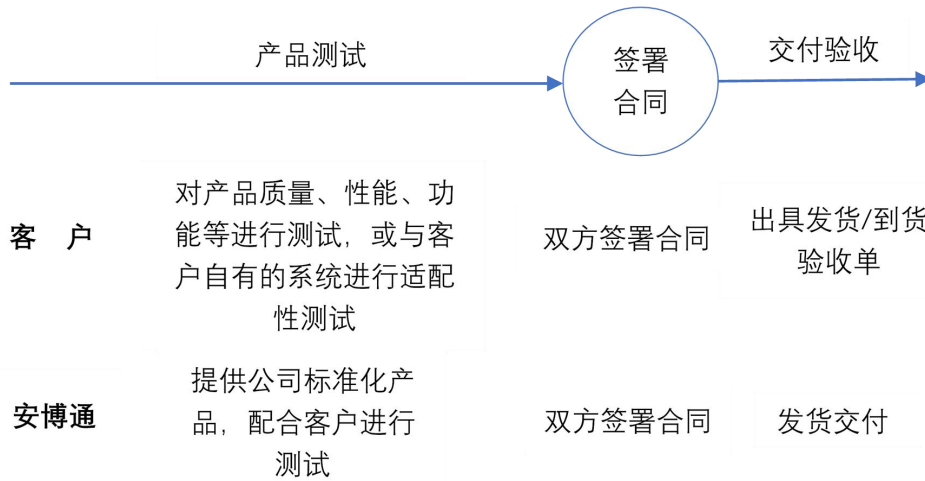 产品测试
签署
合同
交付验收
客　户
对产品质量、性能、功
能等进行测试，或与客
户自有的系统进行适配
性测试
双方签署合同
出具发货/到货
验收单
安博通
提供公司标准化产
品，配合客户进行
测试
双方签署合同
发货交付